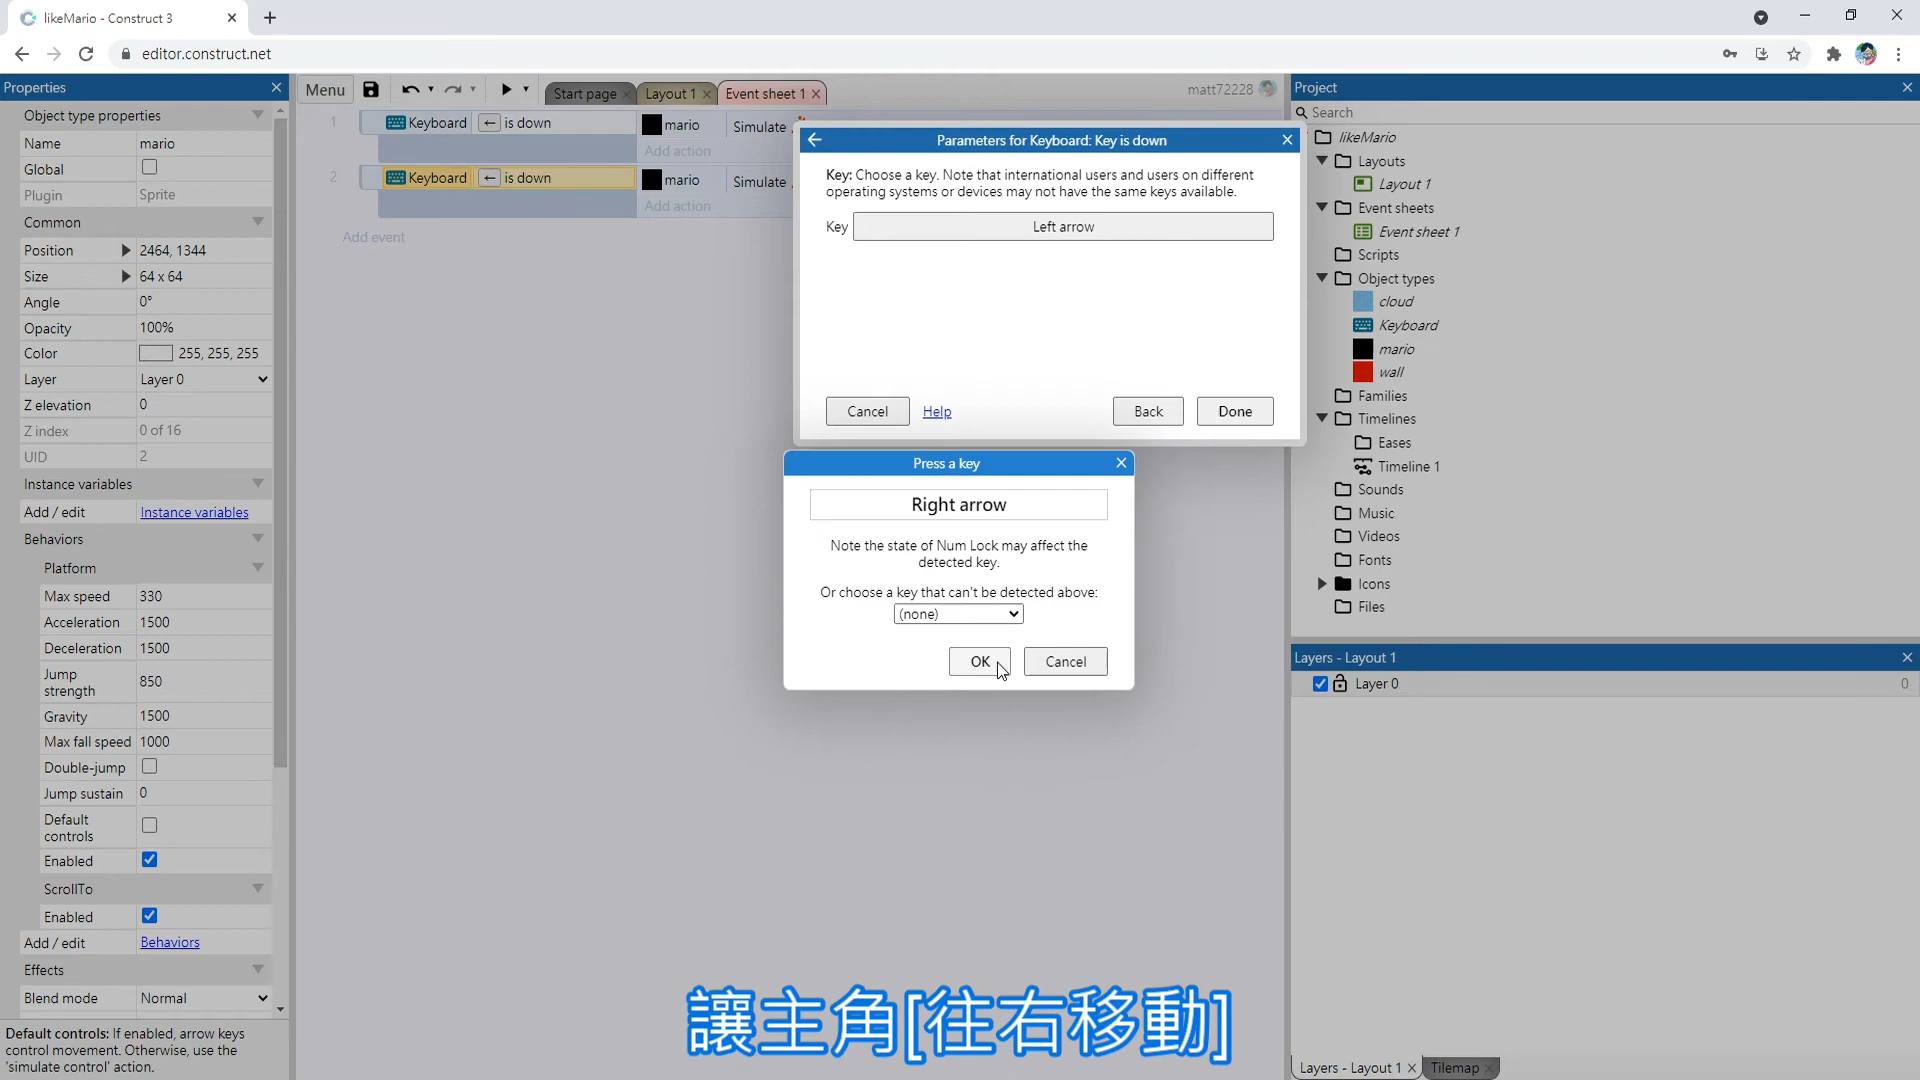 likeMario - Construct 3
editor.construct.net
Properties
Object type properties
Name mario
Global
Plugin Sprite
Common
Position 2464, 1344
Size 64 x 64
Angle 0°
Opacity 100%
Color 255, 255, 255
Layer Layer 0
Z elevation 0
Z index 0 of 16
UID 2
Instance variables
Add / edit Instance variables
Behaviors
Platform
Max speed 330
Acceleration 1500
Deceleration 1500
Jump
strength 850
Gravity 1500
Max fall speed 1000
Double-jump
Jump sustain 0
Default
controls
Enabled
ScrollTo
Enabled
Add / edit Behaviors
Effects
Blend mode Normal
Default controls: If enabled, arrow keys
control movement. Otherwise, use the
'simulate control' action.
Menu
Start page
Layout 1
Event sheet 1
matt72228
1 Keyboard ← is down mario Simulate
Add action
2 Keyboard ← is down mario Simulate
Add action
Add event
Parameters for Keyboard: Key is down
Key: Choose a key. Note that international users and users on different
operating systems or devices may not have the same keys available.
Key Left arrow
Cancel Help Back Done
Press a key
Right arrow
Note the state of Num Lock may affect the
detected key.
Or choose a key that can't be detected above:
(none)
OK Cancel
讓主角[往右移動]
Project
Search
likeMario
Layouts
Layout 1
Event sheets
Event sheet 1
Scripts
Object types
cloud
Keyboard
mario
wall
Families
Timelines
Eases
Timeline 1
Sounds
Music
Videos
Fonts
Icons
Files
Layers - Layout 1
Layer 0 0
Layers - Layout 1 Tilemap